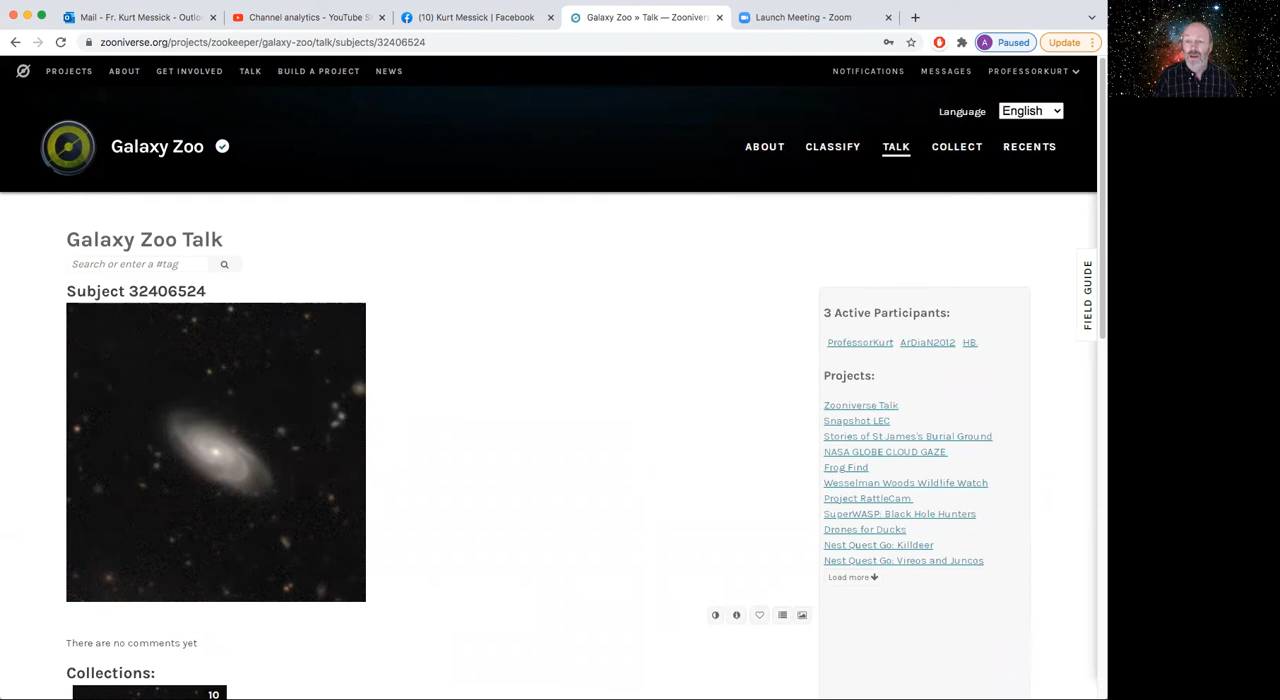 Mail - Fr. Kurt Messick - Outlo
Channel analytics - YouTube S
(10) Kurt Messick | Facebook
Galaxy Zoo » Talk — Zooniver
Launch Meeting - Zoom
zooniverse.org/projects/zookeeper/galaxy-zoo/talk/subjects/32406524
A Paused
Update
PROJECTS ABOUT GET INVOLVED TALK BUILD A PROJECT NEWS
NOTIFICATIONS MESSAGES PROFESSORKURT
Language English
Galaxy Zoo
ABOUT CLASSIFY TALK COLLECT RECENTS
FIELD GUIDE
Galaxy Zoo Talk
Search or enter a #tag
Subject 32406524
3 Active Participants:
ProfessorKurt ArDiaN2012 HB.
Projects:
Zooniverse Talk
Snapshot LEC
Stories of St James's Burial Ground
NASA GLOBE CLOUD GAZE
Frog Find
Wesselman Woods Wildlife Watch
Project RattleCam
SuperWASP: Black Hole Hunters
Drones for Ducks
Nest Quest Go: Killdeer
Nest Quest Go: Vireos and Juncos
Load more
There are no comments yet
Collections:
10